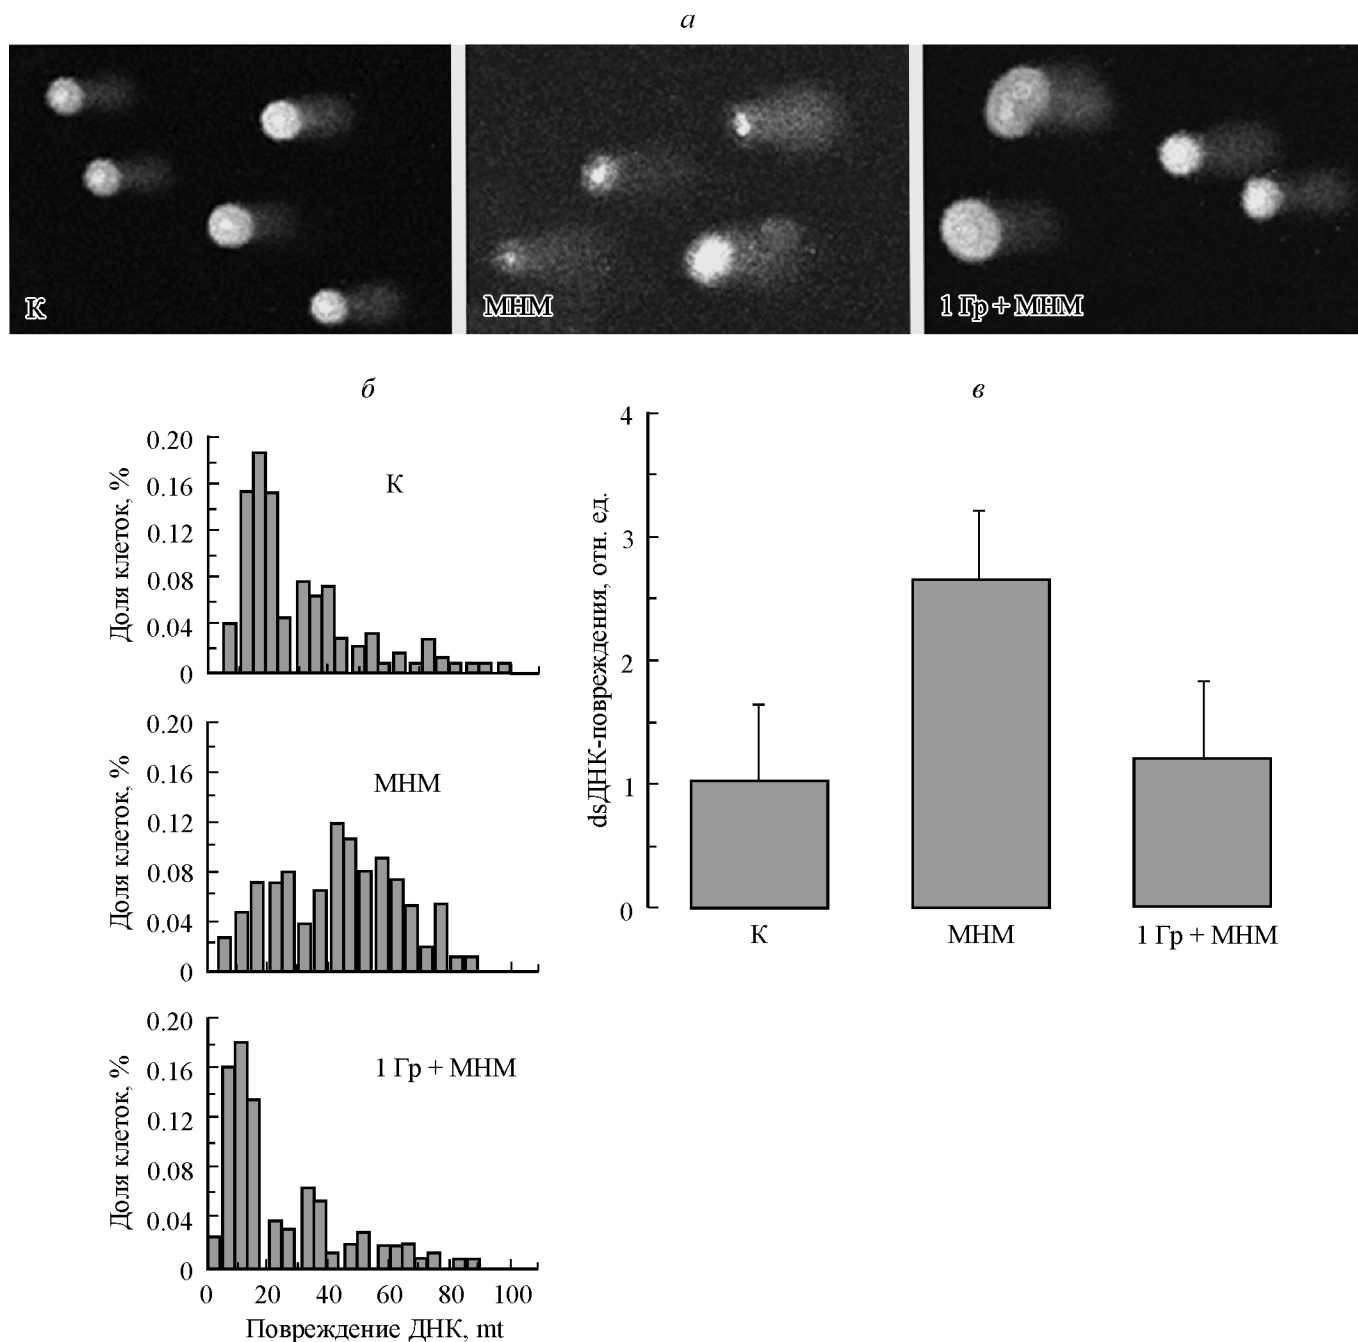 а
К
МНМ
1 Гр + МНМ
б
в
Доля клеток, %
0.20
0.16
0.12
0.08
0.04
0
К
Доля клеток, %
0.20
0.16
0.12
0.08
0.04
0
МНМ
Доля клеток, %
0.20
0.16
0.12
0.08
0.04
0
1 Гр + МНМ
0 20 40 60 80 100
Повреждение ДНК, mt
dsДНК-повреждения, отн. ед.
4
3
2
1
0
К МНМ 1 Гр + МНМ